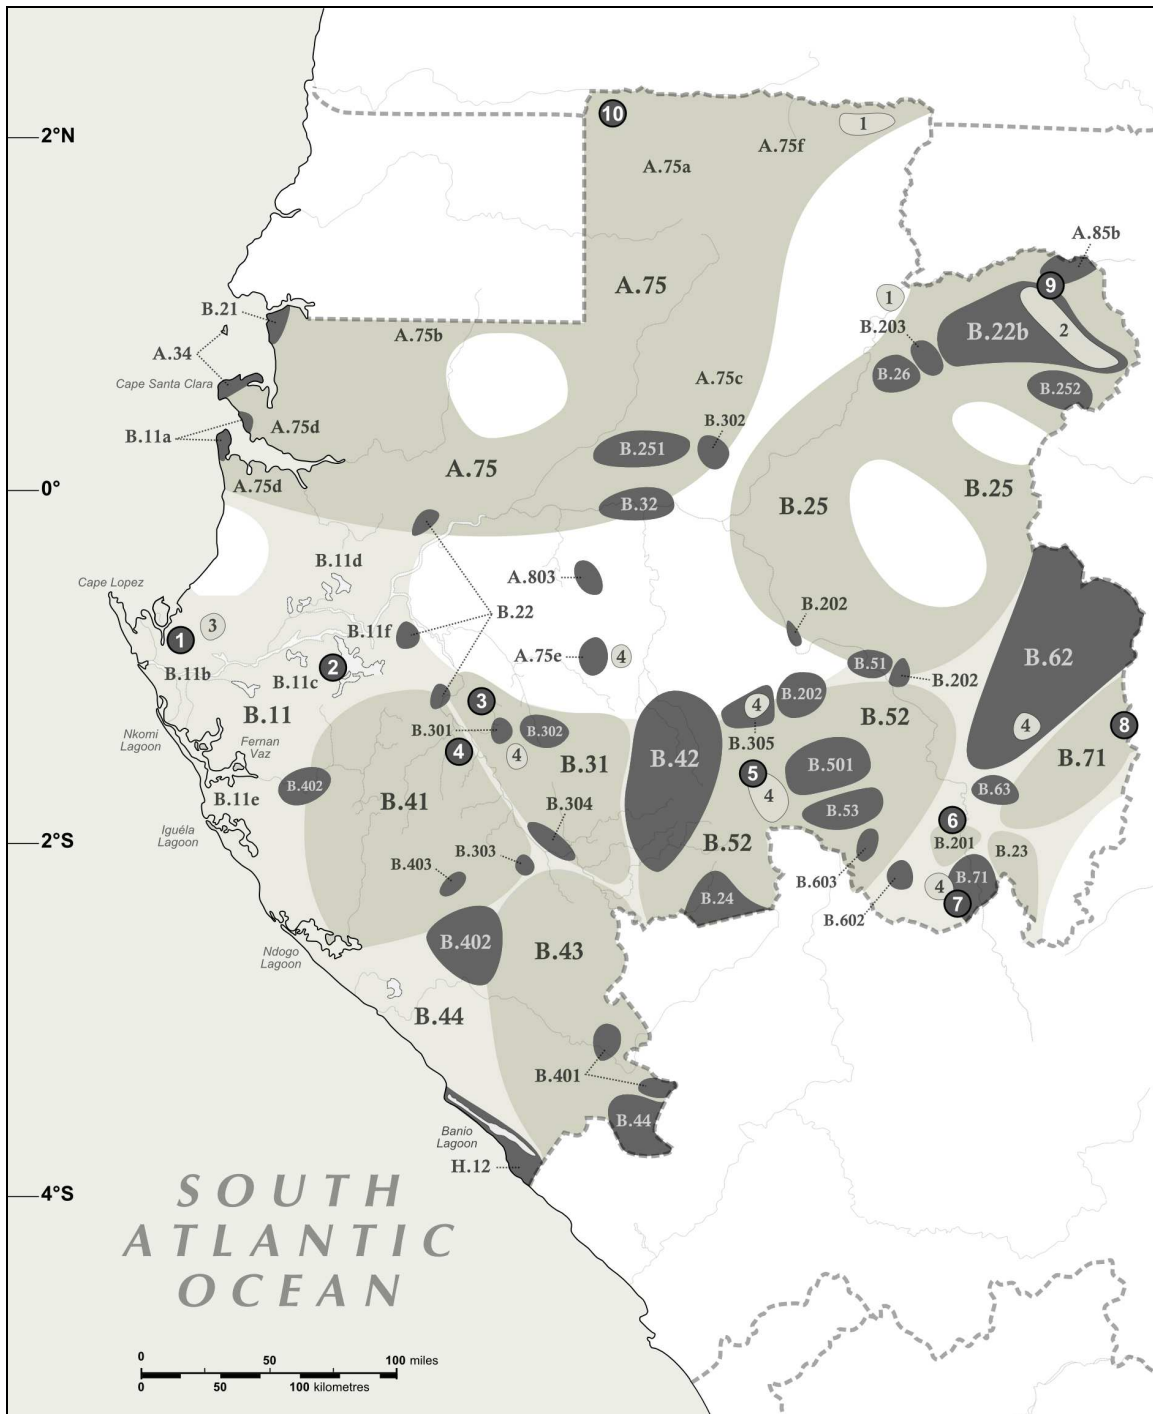 10
1
2°N
A.75f
A.75a
A.85b
9
A.75
1
B.21
B.203
B.22b
2
A.75b
A.34
Cape Santa Clara
A.75c
B.26
B.252
B.302
B.11a
A.75d
B.251
A.75
B.25
B.25
0°
A.75d
B.32
B.11d
A.803
Cape Lopez
B.22
B.202
3
1
B.11f
A.75e
4
B.51
B.62
B.11b
2
B.11c
B.202
B.202
3
4
B.11
B.52
4
8
Nkomi
Lagoon
Fernan
Vaz
B.301
B.302
B.305
4
4
B.42
B.71
B.31
5
B.501
B.402
4
B.63
B.11e
B.41
B.304
B.53
6
Iguéla
Lagoon
2°S
B.52
B.201
B.23
B.303
B.403
B.603
B.71
4
B.24
7
B.602
B.402
B.43
Ndogo
Lagoon
B.44
B.401
B.44
Banio
Lagoon
H.12
4°S
SOUTH
ATLANTIC
OCEAN
0 50 100 miles
0 50 100 kilometres